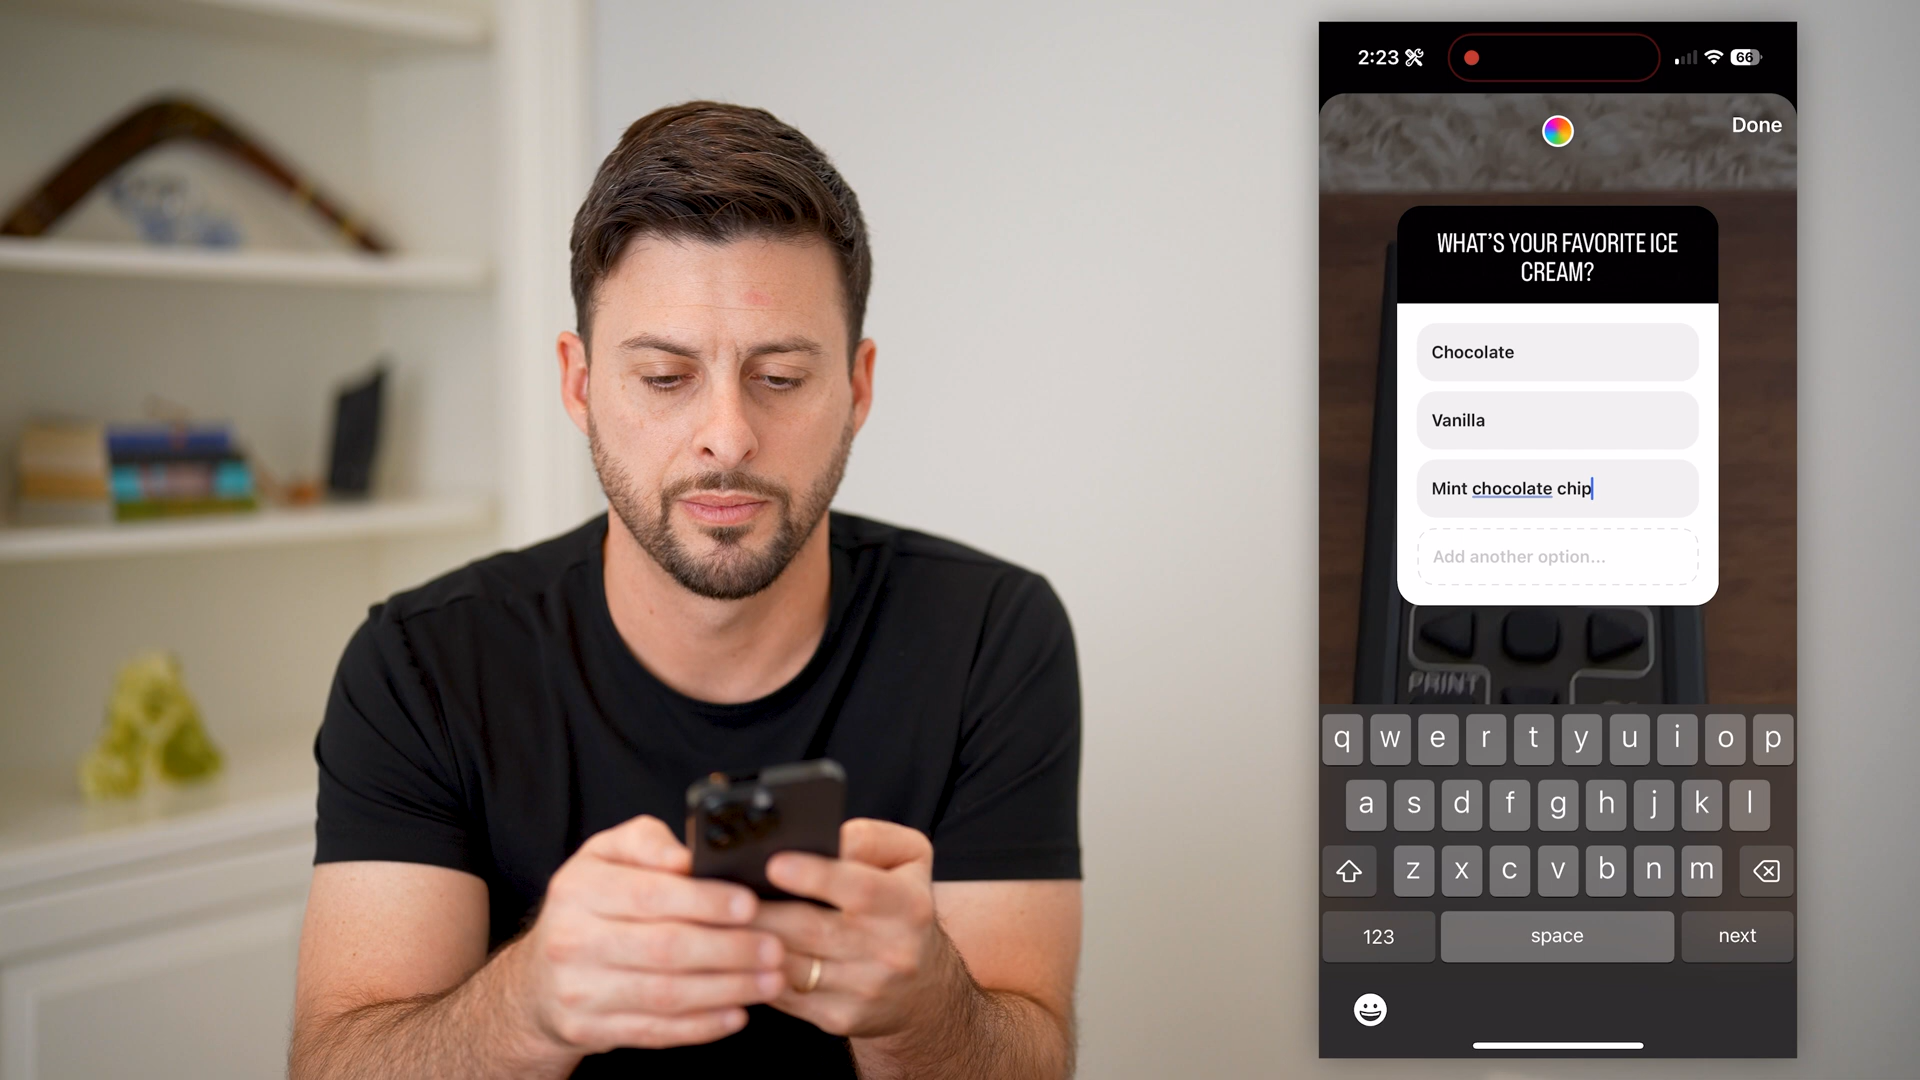 2:23
66
Done
WHAT'S YOUR FAVORITE ICE
CREAM?
Chocolate
Vanilla
Mint chocolate chip
Add another option...
PRINT
q w e r t y u i o p
a s d f g h j k l
z x c v b n m
123 space next